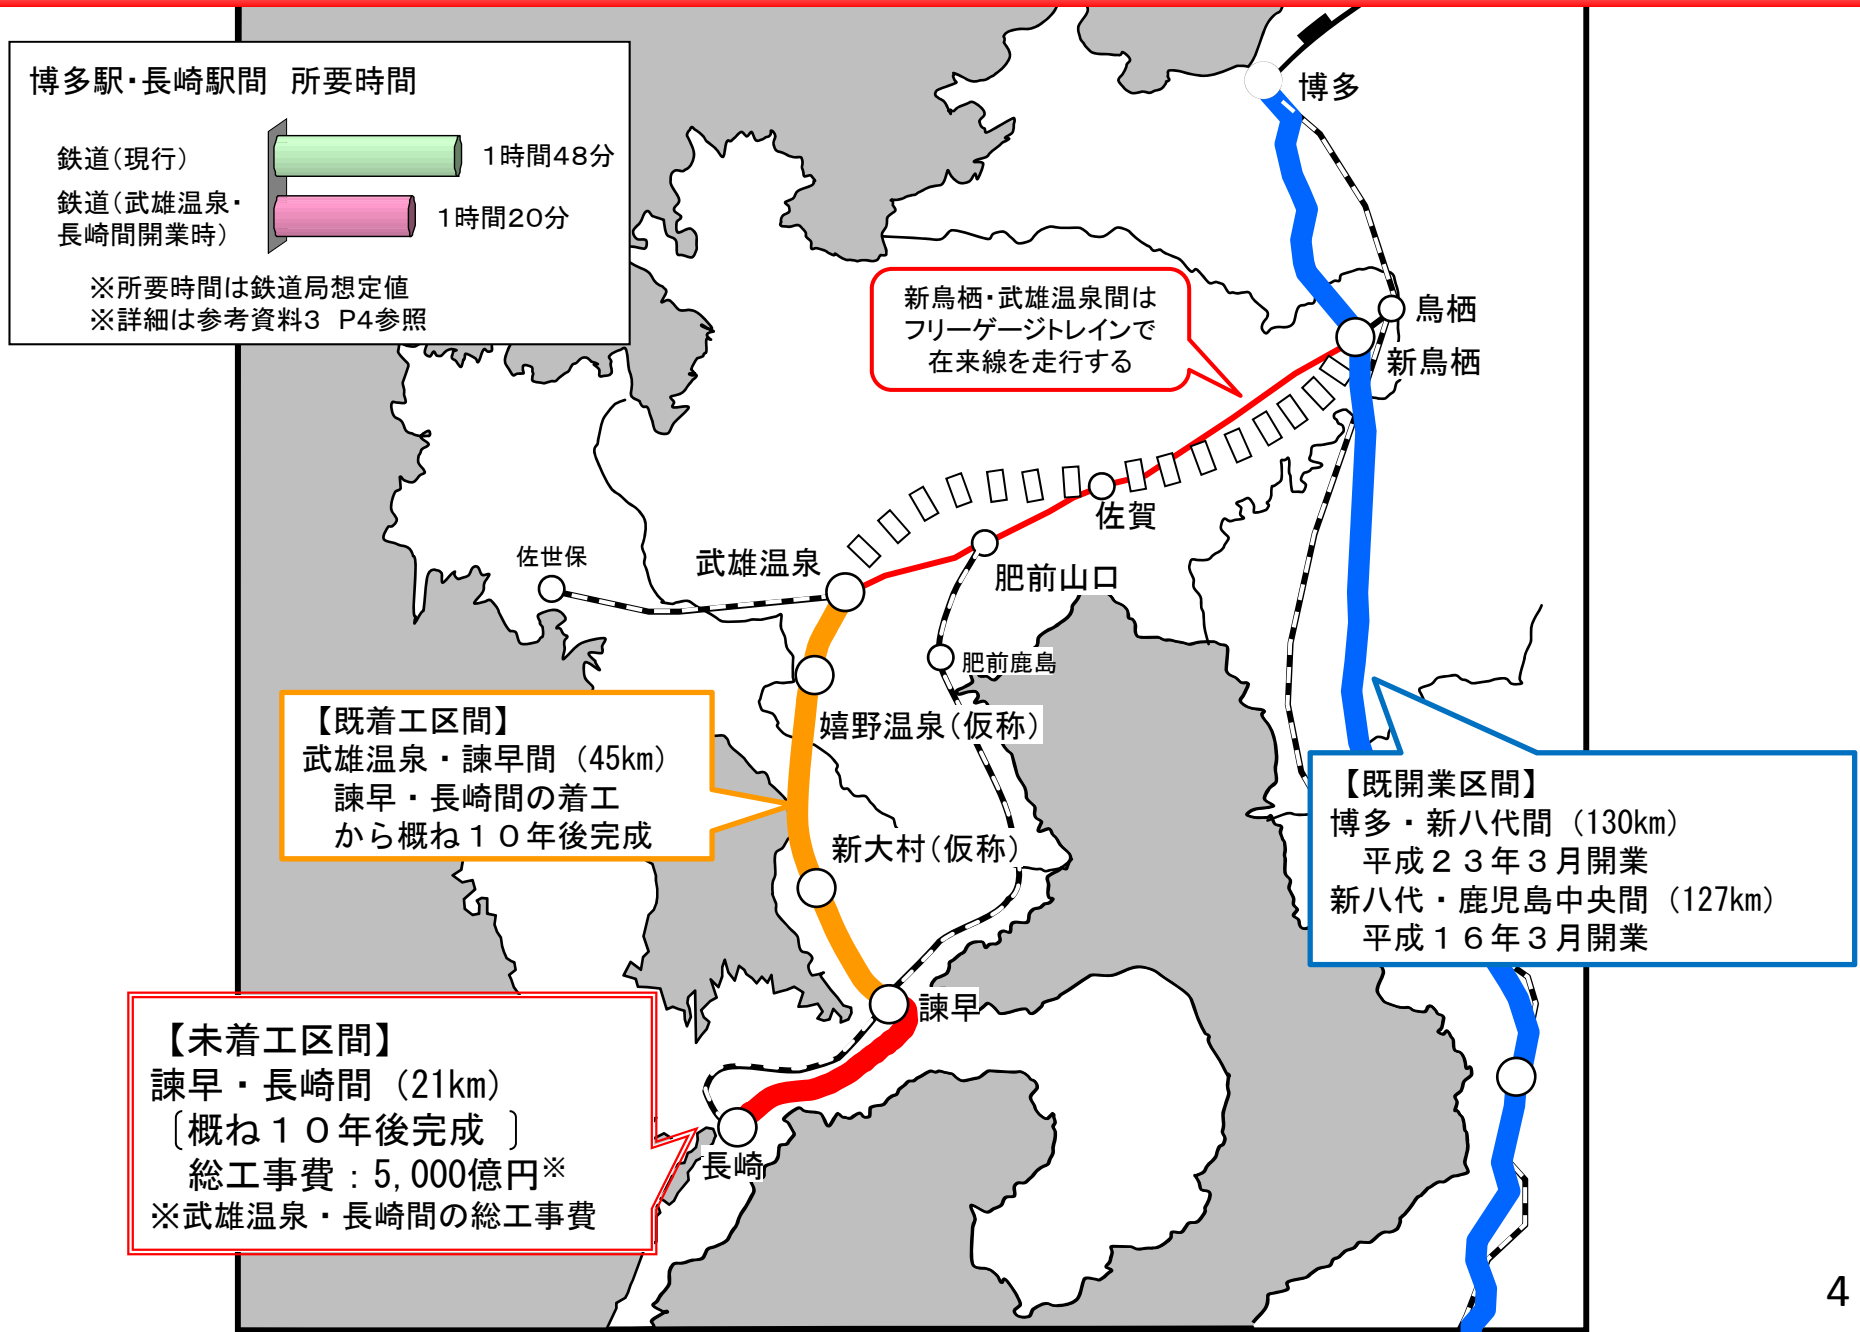 博多駅・長崎駅間 所要時間
鉄道(現行)
1時間48分
鉄道(武雄温泉・
長崎間開業時)
1時間20分
※所要時間は鉄道局想定値
※詳細は参考資料3 P4参照
博多
新鳥栖・武雄温泉間は
フリーゲージトレインで
在来線を走行する
鳥栖
新鳥栖
佐賀
武雄温泉
肥前山口
佐世保
肥前鹿島
嬉野温泉(仮称)
【既着工区間】
武雄温泉・諫早間(45km)
諫早・長崎間の着工
から概ね10年後完成
新大村(仮称)
【既開業区間】
博多・新八代間(130km)
平成23年3月開業
新八代・鹿児島中央間(127km)
平成16年3月開業
諫早
【未着工区間】
諫早・長崎間(21km)
〔概ね10年後完成 〕
総工事費:5,000億円※
※武雄温泉・長崎間の総工事費
長崎
4